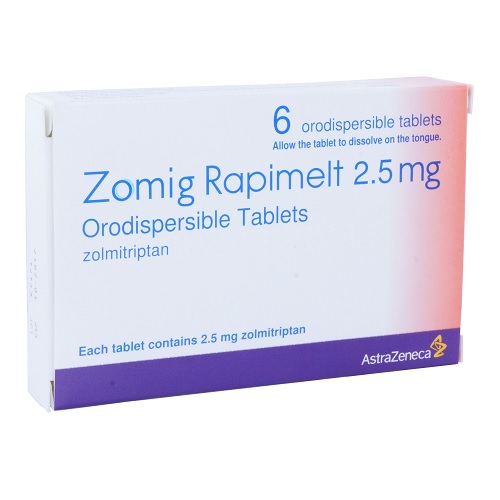 6 orodispersible tablets
Allow the tablet to dissolve on the tongue.
Zomig Rapimelt 2.5 mg
Orodispersible Tablets
zolmitriptan
Each tablet contains 2.5 mg zolmitriptan
AstraZeneca